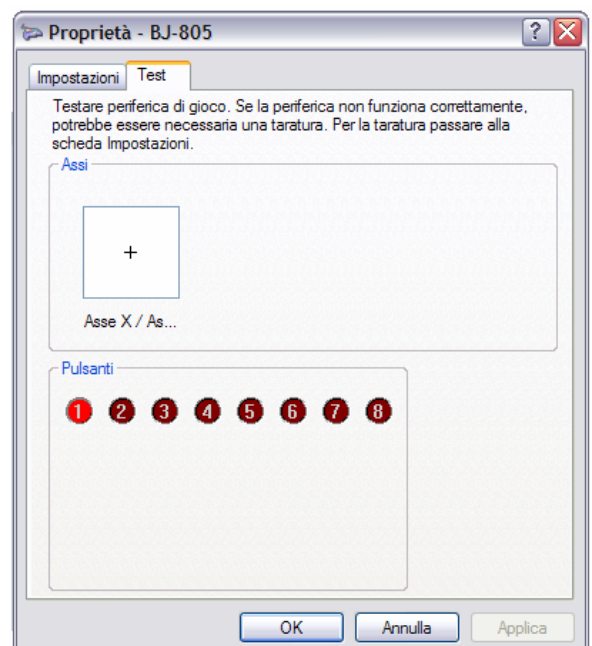 Proprietà - BJ-805
Impostazioni Test
Testare periferica di gioco. Se la periferica non funziona correttamente,
potrebbe essere necessaria una taratura. Per la taratura passare alla
scheda Impostazioni.
Assi
Asse X / As...
Pulsanti
1 2 3 4 5 6 7 8
OK Annulla Applica